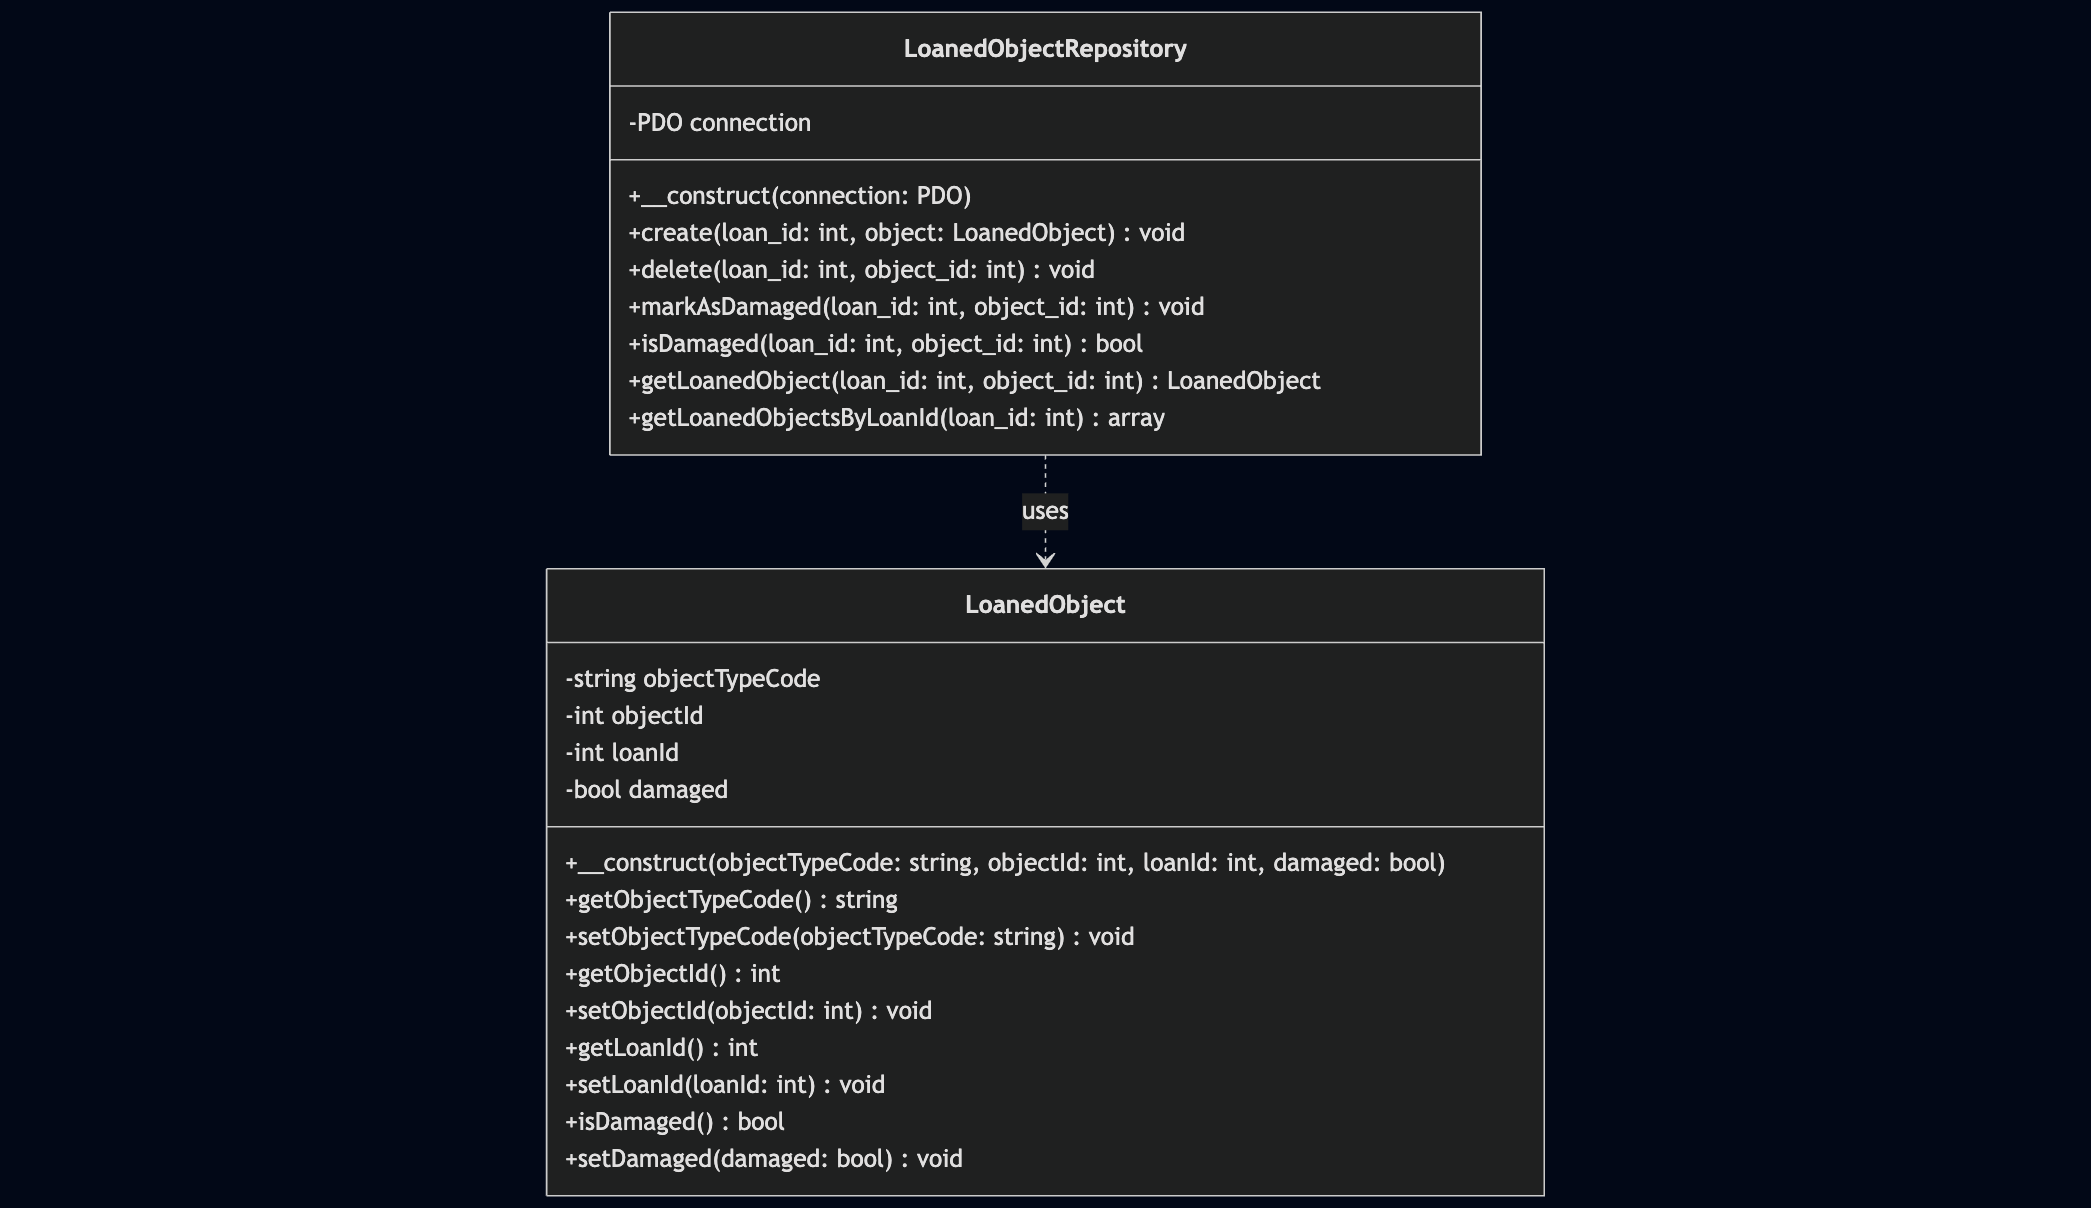 LoanedObjectRepository
-PDO connection
+__construct(connection: PDO)
+create(loan_id: int, object: LoanedObject) : void
+delete(loan_id: int, object_id: int) : void
+markAsDamaged(loan_id: int, object_id: int) : void
+isDamaged(loan_id: int, object_id: int) : bool
+getLoanedObject(loan_id: int, object_id: int) : LoanedObject
+getLoanedObjectsByLoanId(loan_id: int) : array
uses
LoanedObject
-string objectTypeCode
-int objectId
-int loanId
-bool damaged
+__construct(objectTypeCode: string, objectId: int, loanId: int, damaged: bool)
+getObjectTypeCode() : string
+setObjectTypeCode(objectTypeCode: string) : void
+getObjectId() : int
+setObjectId(objectId: int) : void
+getLoanId() : int
+setLoanId(loanId: int) : void
+isDamaged() : bool
+setDamaged(damaged: bool) : void